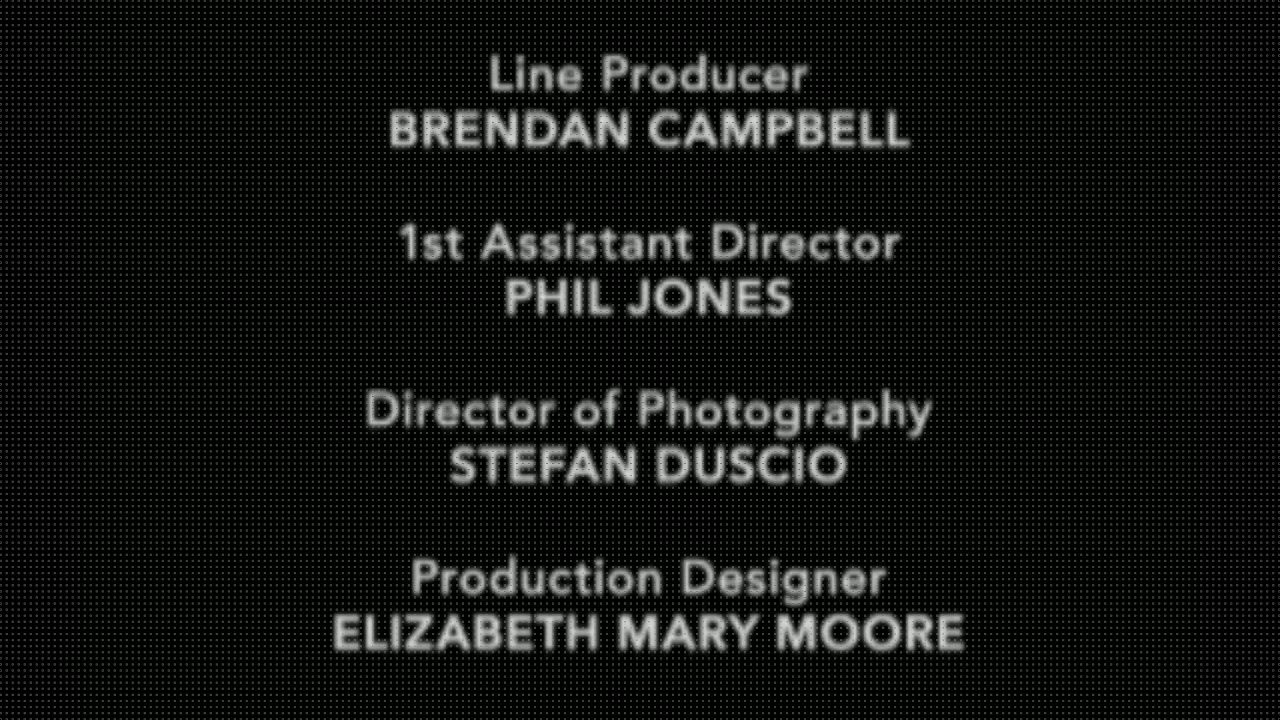 Line Producer
BRENDAN CAMPBELL
1st Assistant Director
PHIL JONES
Director of Photography
STEFAN DUSCIO
Production Designer
ELIZABETH MARY MOORE